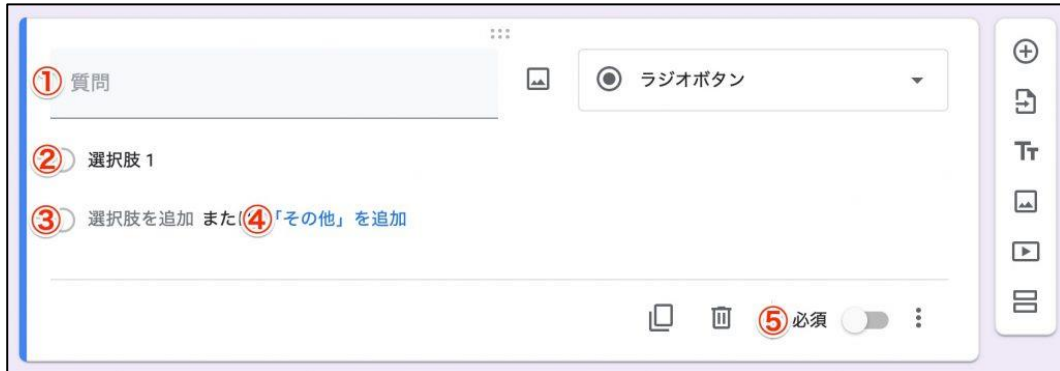 ① 質問
ラジオボタン
② 選択肢 1
③ 選択肢を追加 また ④ 「その他」を追加
⑤ 必須
Tт